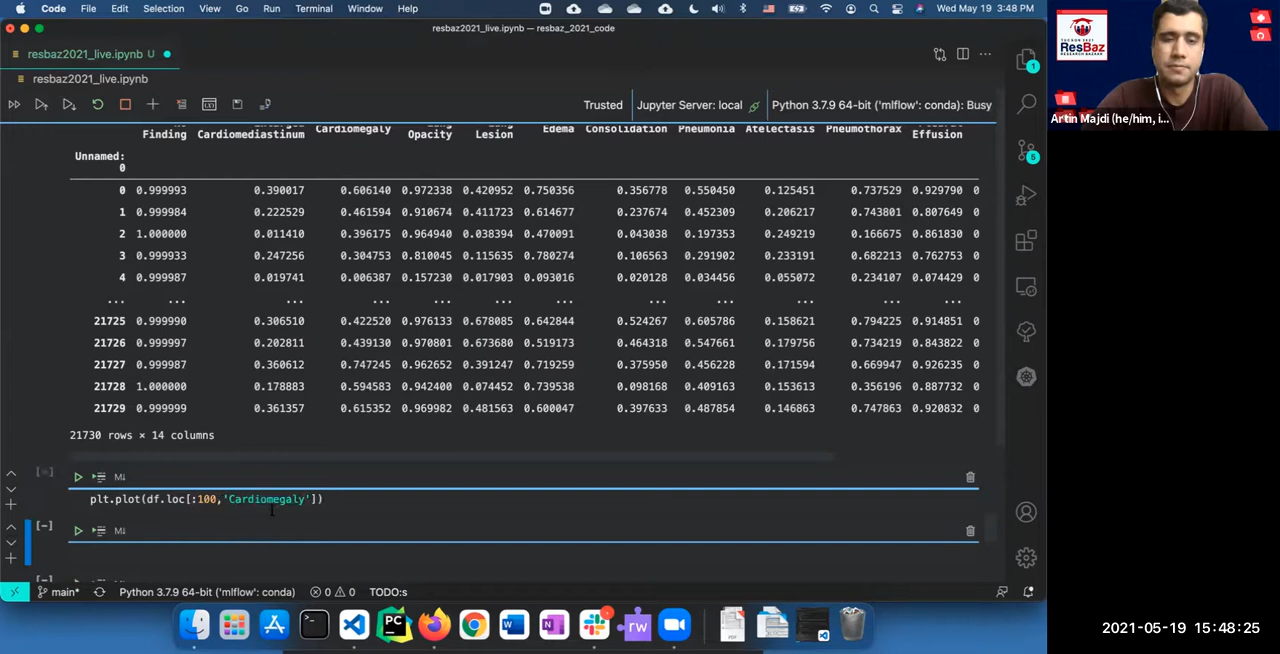 Code File Edit Selection View Go Run Terminal Window Help Wed May 19 3:48 PM
resbaz2021_live.ipynb — resbaz_2021_code
resbaz2021_live.ipynb U
resbaz2021_live.ipynb
Trusted Jupyter Server: local Python 3.7.9 64-bit ('mlflow': conda): Busy
Finding Cardiomediastinum Cardiomegaly Opacity Lesion Edema Consolidation Pneumonia Atelectasis Pneumothorax Effusion
Unnamed:
0
0 0.999993 0.390017 0.606140 0.972338 0.420952 0.750356 0.356778 0.550450 0.125451 0.737529 0.929790 0
1 0.999984 0.222529 0.461594 0.910674 0.411723 0.614677 0.237674 0.452309 0.206217 0.743801 0.807649 0
2 1.000000 0.011410 0.396175 0.964940 0.038394 0.470091 0.043038 0.197353 0.249219 0.166675 0.861830 0
3 0.999933 0.247256 0.304753 0.810045 0.115635 0.780274 0.106563 0.291902 0.233191 0.682213 0.762753 0
4 0.999987 0.019741 0.006387 0.157230 0.017903 0.093016 0.020128 0.034456 0.055072 0.234107 0.074429 0
... ... ... ... ... ... ... ... ... ... ... ...
21725 0.999990 0.306510 0.422520 0.976133 0.678085 0.642844 0.524267 0.605786 0.158621 0.794225 0.914851 0
21726 0.999997 0.202811 0.439130 0.970801 0.673680 0.519173 0.464318 0.547661 0.179756 0.734219 0.843822 0
21727 0.999997 0.360612 0.747245 0.962652 0.391247 0.719259 0.375950 0.456228 0.171594 0.669947 0.926235 0
21728 1.000000 0.178883 0.594583 0.942400 0.074452 0.739538 0.098168 0.409163 0.153613 0.356196 0.887732 0
21729 0.999999 0.361357 0.615352 0.969982 0.481563 0.600047 0.397633 0.487854 0.146863 0.747863 0.920832 0
21730 rows × 14 columns
M↓
plt.plot(df.loc[:100,'Cardiomegaly'])
M↓
main* Python 3.7.9 64-bit ('mlflow': conda) 0 0 TODO:s
PC W N rw
PDF
TUCSON 2021
ResBaz
RESEARCH BAZAAR
Artin Majdi (he/him, i...
1
6
2021-05-19 15:48:25